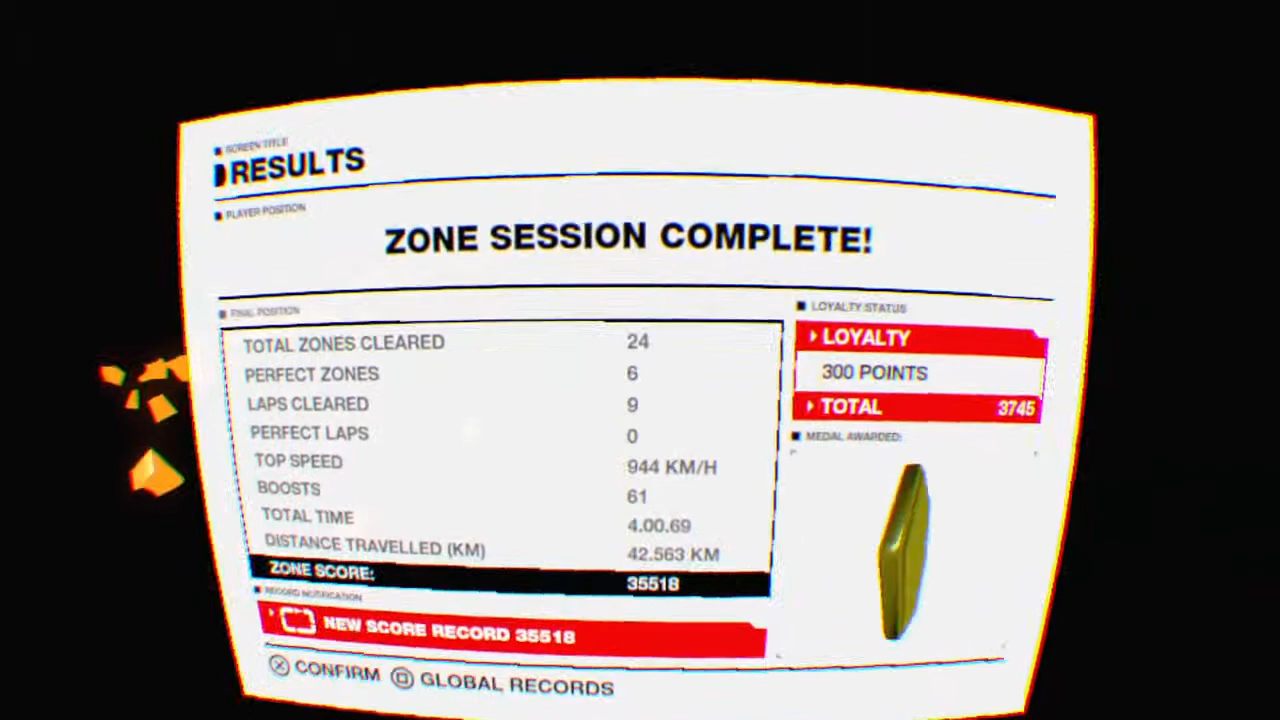 SCREEN TITLE
RESULTS
PLAYER POSITION
ZONE SESSION COMPLETE!
FINAL POSITION
TOTAL ZONES CLEARED 24
PERFECT ZONES 6
LAPS CLEARED 9
PERFECT LAPS 0
TOP SPEED 944 KM/H
BOOSTS 61
TOTAL TIME 4.00.69
DISTANCE TRAVELLED (KM) 42.563 KM
ZONE SCORE: 35518
RECORD NOTIFICATION
NEW SCORE RECORD 35518
LOYALTY STATUS
LOYALTY
300 POINTS
TOTAL 3745
MEDAL AWARDED:
CONFIRM GLOBAL RECORDS